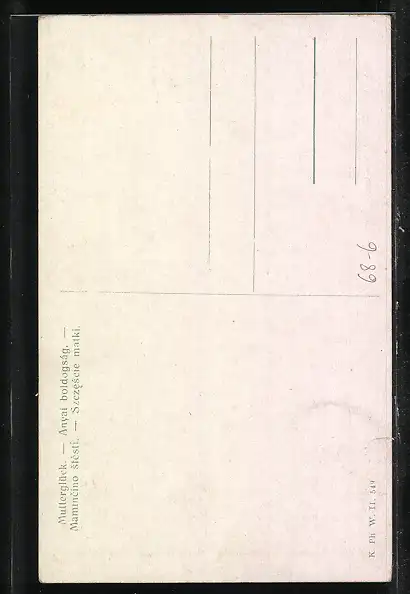 Mutterglück. — Anyai boldogság. —
Maminčino štěstí. — Szczęście matki.
K. Ph. W. II. 549
68-6